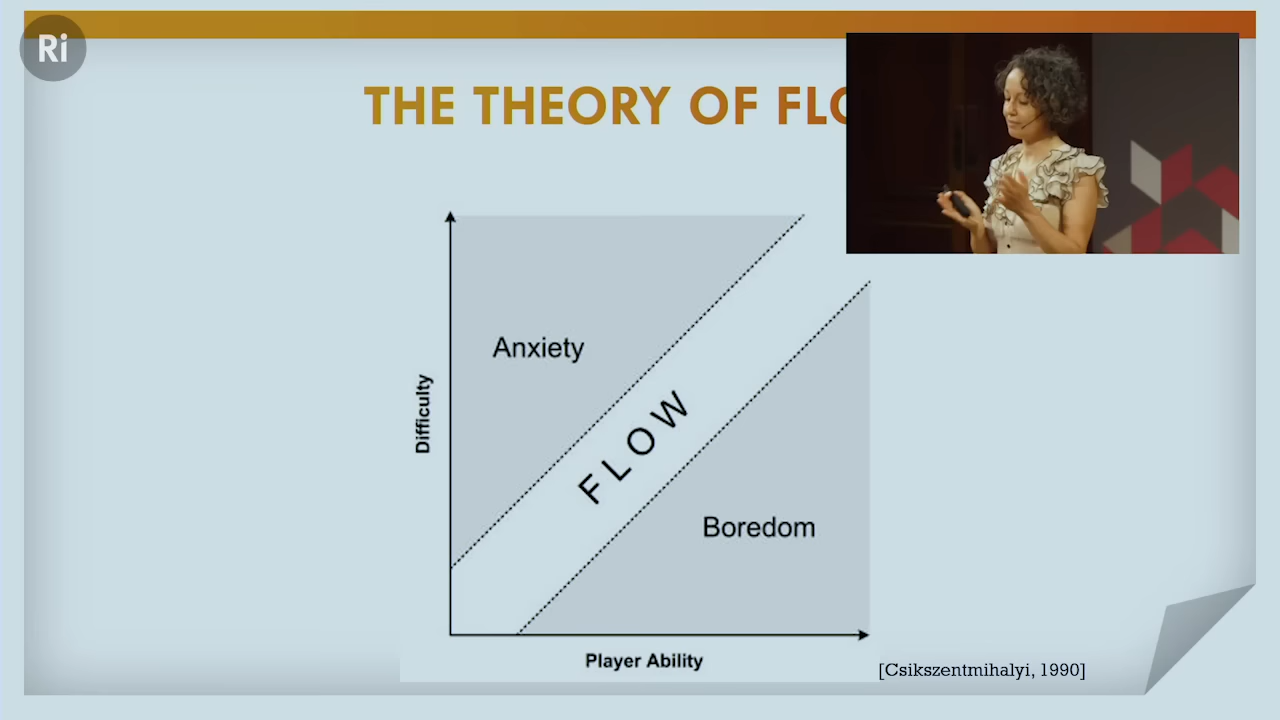 Ri
THE THEORY OF FLO
Anxiety
Difficulty
FLOW
Boredom
Player Ability
[Csikszentmihalyi, 1990]